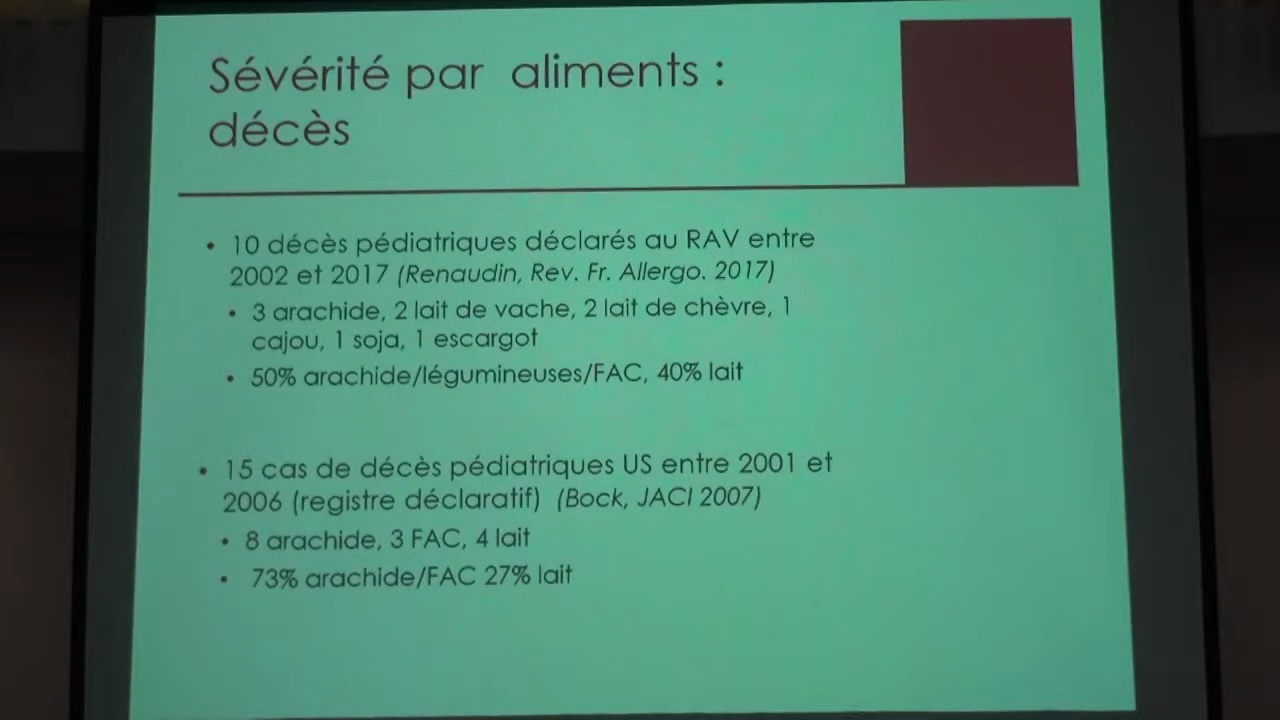 Sévérité par aliments :
décès
• 10 décès pédiatriques déclarés au RAV entre
2002 et 2017 (Renaudin, Rev. Fr. Allergo. 2017)
• 3 arachide, 2 lait de vache, 2 lait de chèvre, 1
cajou, 1 soja, 1 escargot
• 50% arachide/légumineuses/FAC, 40% lait
• 15 cas de décès pédiatriques US entre 2001 et
2006 (registre déclaratif) (Bock, JACI 2007)
• 8 arachide, 3 FAC, 4 lait
• 73% arachide/FAC 27% lait